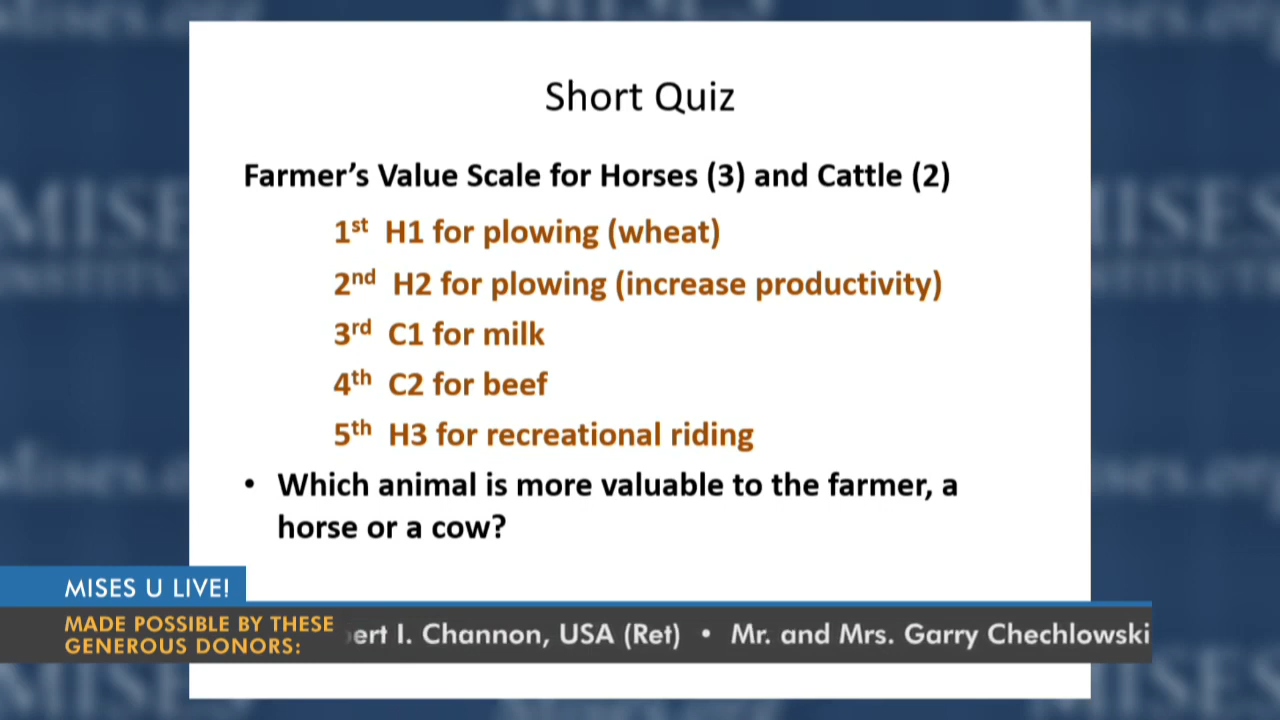 Short Quiz
Farmer's Value Scale for Horses (3) and Cattle (2)
1st H1 for plowing (wheat)
2nd H2 for plowing (increase productivity)
3rd C1 for milk
4th C2 for beef
5th H3 for recreational riding
• Which animal is more valuable to the farmer, a
horse or a cow?
MISES U LIVE!
MADE POSSIBLE BY THESE
GENEROUS DONORS:
ert I. Channon, USA (Ret) • Mr. and Mrs. Garry Chechlowski